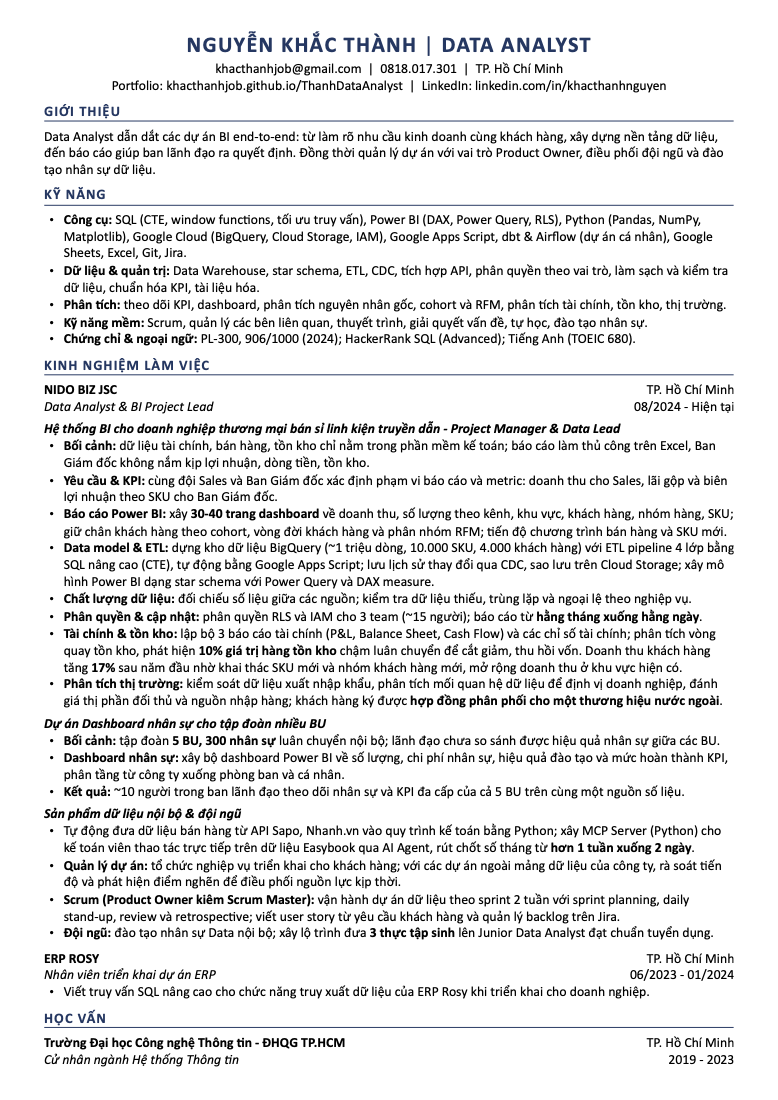 NGUYỄN KHẮC THÀNH | DATA ANALYST
khacthanhjob@gmail.com | 0818.017.301 | TP. Hồ Chí Minh
Portfolio: khacthanhjob.github.io/ThanhDataAnalyst | LinkedIn: linkedin.com/in/khacthanhnguyen
GIỚI THIỆU
Data Analyst dẫn dắt các dự án BI end-to-end: từ làm rõ nhu cầu kinh doanh cùng khách hàng, xây dựng nền tảng dữ liệu,
đến báo cáo giúp ban lãnh đạo ra quyết định. Đồng thời quản lý dự án với vai trò Product Owner, điều phối đội ngũ và đào
tạo nhân sự dữ liệu.
KỸ NĂNG
• Công cụ: SQL (CTE, window functions, tối ưu truy vấn), Power BI (DAX, Power Query, RLS), Python (Pandas, NumPy,
Matplotlib), Google Cloud (BigQuery, Cloud Storage, IAM), Google Apps Script, dbt & Airflow (dự án cá nhân), Google
Sheets, Excel, Git, Jira.
• Dữ liệu & quản trị: Data Warehouse, star schema, ETL, CDC, tích hợp API, phân quyền theo vai trò, làm sạch và kiểm tra
dữ liệu, chuẩn hóa KPI, tài liệu hóa.
• Phân tích: theo dõi KPI, dashboard, phân tích nguyên nhân gốc, cohort và RFM, phân tích tài chính, tồn kho, thị trường.
• Kỹ năng mềm: Scrum, quản lý các bên liên quan, thuyết trình, giải quyết vấn đề, tự học, đào tạo nhân sự.
• Chứng chỉ & ngoại ngữ: PL-300, 906/1000 (2024); HackerRank SQL (Advanced); Tiếng Anh (TOEIC 680).
KINH NGHIỆM LÀM VIỆC
NIDO BIZ JSC TP. Hồ Chí Minh
Data Analyst & BI Project Lead 08/2024 - Hiện tại
Hệ thống BI cho doanh nghiệp thương mại bán sỉ linh kiện truyền dẫn - Project Manager & Data Lead
• Bối cảnh: dữ liệu tài chính, bán hàng, tồn kho chỉ nằm trong phần mềm kế toán; báo cáo làm thủ công trên Excel, Ban
Giám đốc không nắm kịp lợi nhuận, dòng tiền, tồn kho.
• Yêu cầu & KPI: cùng đội Sales và Ban Giám đốc xác định phạm vi báo cáo và metric: doanh thu cho Sales, lãi gộp và biên
lợi nhuận theo SKU cho Ban Giám đốc.
• Báo cáo Power BI: xây 30-40 trang dashboard về doanh thu, số lượng theo kênh, khu vực, khách hàng, nhóm hàng, SKU;
giữ chân khách hàng theo cohort, vòng đời khách hàng và phân nhóm RFM; tiến độ chương trình bán hàng và SKU mới.
• Data model & ETL: dựng kho dữ liệu BigQuery (~1 triệu dòng, 10.000 SKU, 4.000 khách hàng) với ETL pipeline 4 lớp bằng
SQL nâng cao (CTE), tự động bằng Google Apps Script; lưu lịch sử thay đổi qua CDC, sao lưu trên Cloud Storage; xây mô
hình Power BI dạng star schema với Power Query và DAX measure.
• Chất lượng dữ liệu: đối chiếu số liệu giữa các nguồn; kiểm tra dữ liệu thiếu, trùng lặp và ngoại lệ theo nghiệp vụ.
• Phân quyền & cập nhật: phân quyền RLS và IAM cho 3 team (~15 người); báo cáo từ hằng tháng xuống hằng ngày.
• Tài chính & tồn kho: lập bộ 3 báo cáo tài chính (P&L, Balance Sheet, Cash Flow) và các chỉ số tài chính; phân tích vòng
quay tồn kho, phát hiện 10% giá trị hàng tồn kho chậm luân chuyển để cắt giảm, thu hồi vốn. Doanh thu khách hàng
tăng 17% sau năm đầu nhờ khai thác SKU mới và nhóm khách hàng mới, mở rộng doanh thu ở khu vực hiện có.
• Phân tích thị trường: kiểm soát dữ liệu xuất nhập khẩu, phân tích mối quan hệ dữ liệu để định vị doanh nghiệp, đánh
giá thị phần đối thủ và nguồn nhập hàng; khách hàng ký được hợp đồng phân phối cho một thương hiệu nước ngoài.
Dự án Dashboard nhân sự cho tập đoàn nhiều BU
• Bối cảnh: tập đoàn 5 BU, 300 nhân sự luân chuyển nội bộ; lãnh đạo chưa so sánh được hiệu quả nhân sự giữa các BU.
• Dashboard nhân sự: xây bộ dashboard Power BI về số lượng, chi phí nhân sự, hiệu quả đào tạo và mức hoàn thành KPI,
phân tầng từ công ty xuống phòng ban và cá nhân.
• Kết quả: ~10 người trong ban lãnh đạo theo dõi nhân sự và KPI đa cấp của cả 5 BU trên cùng một nguồn số liệu.
Sản phẩm dữ liệu nội bộ & đội ngũ
• Tự động đưa dữ liệu bán hàng từ API Sapo, Nhanh.vn vào quy trình kế toán bằng Python; xây MCP Server (Python) cho
kế toán viên thao tác trực tiếp trên dữ liệu Easybook qua AI Agent, rút chốt số tháng từ hơn 1 tuần xuống 2 ngày.
• Quản lý dự án: tổ chức nghiệp vụ triển khai cho khách hàng; với các dự án ngoài mảng dữ liệu của công ty, rà soát tiến
độ và phát hiện điểm nghẽn để điều phối nguồn lực kịp thời.
• Scrum (Product Owner kiêm Scrum Master): vận hành dự án dữ liệu theo sprint 2 tuần với sprint planning, daily
stand-up, review và retrospective; viết user story từ yêu cầu khách hàng và quản lý backlog trên Jira.
• Đội ngũ: đào tạo nhân sự Data nội bộ; xây lộ trình đưa 3 thực tập sinh lên Junior Data Analyst đạt chuẩn tuyển dụng.
ERP ROSY TP. Hồ Chí Minh
Nhân viên triển khai dự án ERP 06/2023 - 01/2024
• Viết truy vấn SQL nâng cao cho chức năng truy xuất dữ liệu của ERP Rosy khi triển khai cho doanh nghiệp.
HỌC VẤN
Trường Đại học Công nghệ Thông tin - ĐHQG TP.HCM TP. Hồ Chí Minh
Cử nhân ngành Hệ thống Thông tin 2019 - 2023